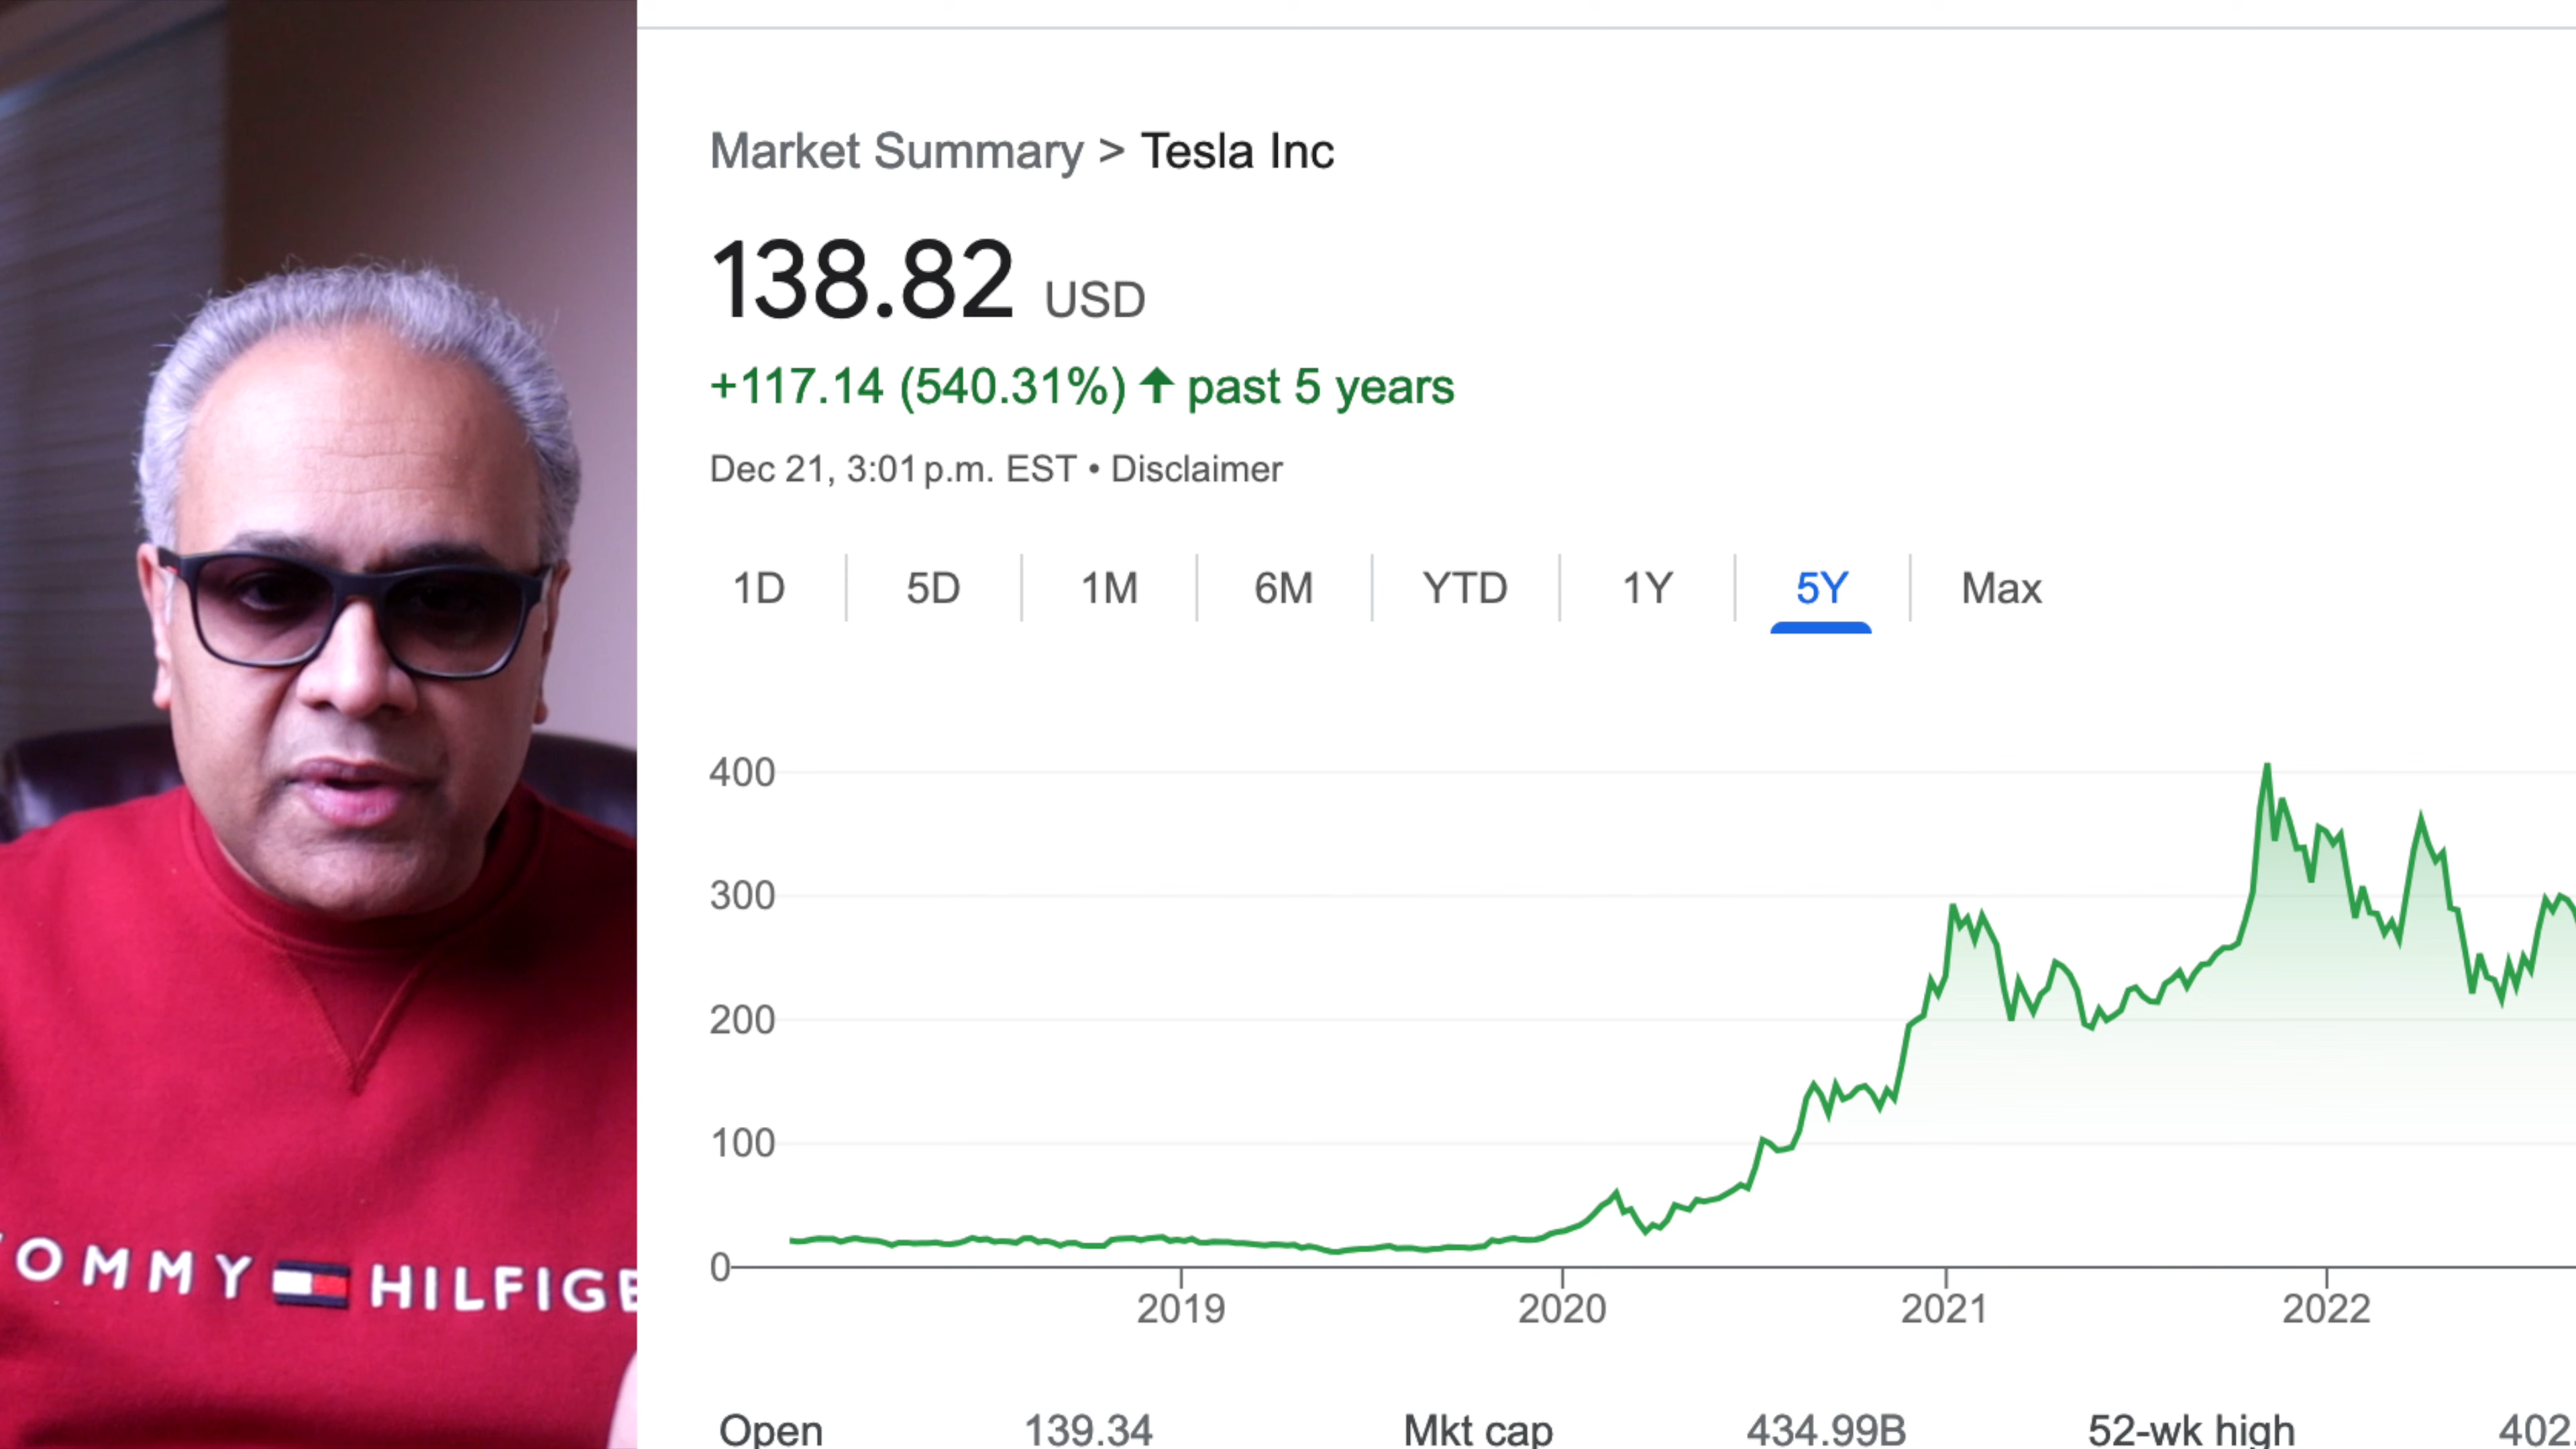 Market Summary > Tesla Inc
138.82 USD
+117.14 (540.31%) ↑ past 5 years
Dec 21, 3:01 p.m. EST • Disclaimer
1D 5D 1M 6M YTD 1Y 5Y Max
400
300
200
100
0
2019 2020 2021 2022
Open 139.34 Mkt cap 434.99B 52-wk high 402
OMMY HILFIGE